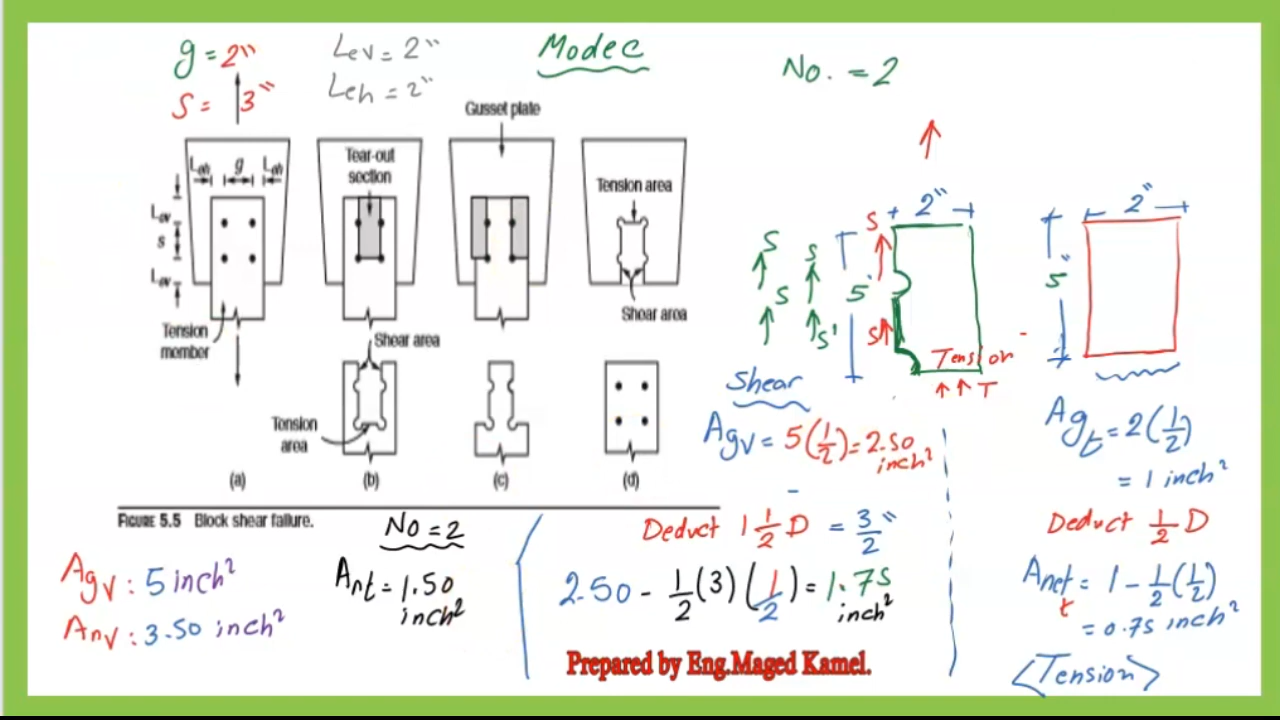 g = 2"
S = 3"
Lev = 2"
Leh = 2"
Mode c
No. = 2
Gusset plate
Leh g Leh
Lev
s
Lev
Tension
member
Tear-out
section
Tension area
Shear area
Shear area
Tension
area
(a) (b) (c) (d)
FIGURE 5.5 Block shear failure.
S S
S S'
S
S
5"
2"
Tension
T
2"
5"
Shear
Agv = 5(1/2) = 2.50
inch²
Deduct 1 1/2 D = 3/2"
2.50 - 1/2 (3) (1/2) = 1.75
inch²
Agt = 2(1/2)
= 1 inch²
Deduct 1/2 D
Anet t = 1 - 1/2 (1/2)
= 0.75 inch²
<Tension>
No = 2
Agv : 5 inch²
Anv : 3.50 inch²
Ant = 1.50
inch²
Prepared by Eng.Maged Kamel.